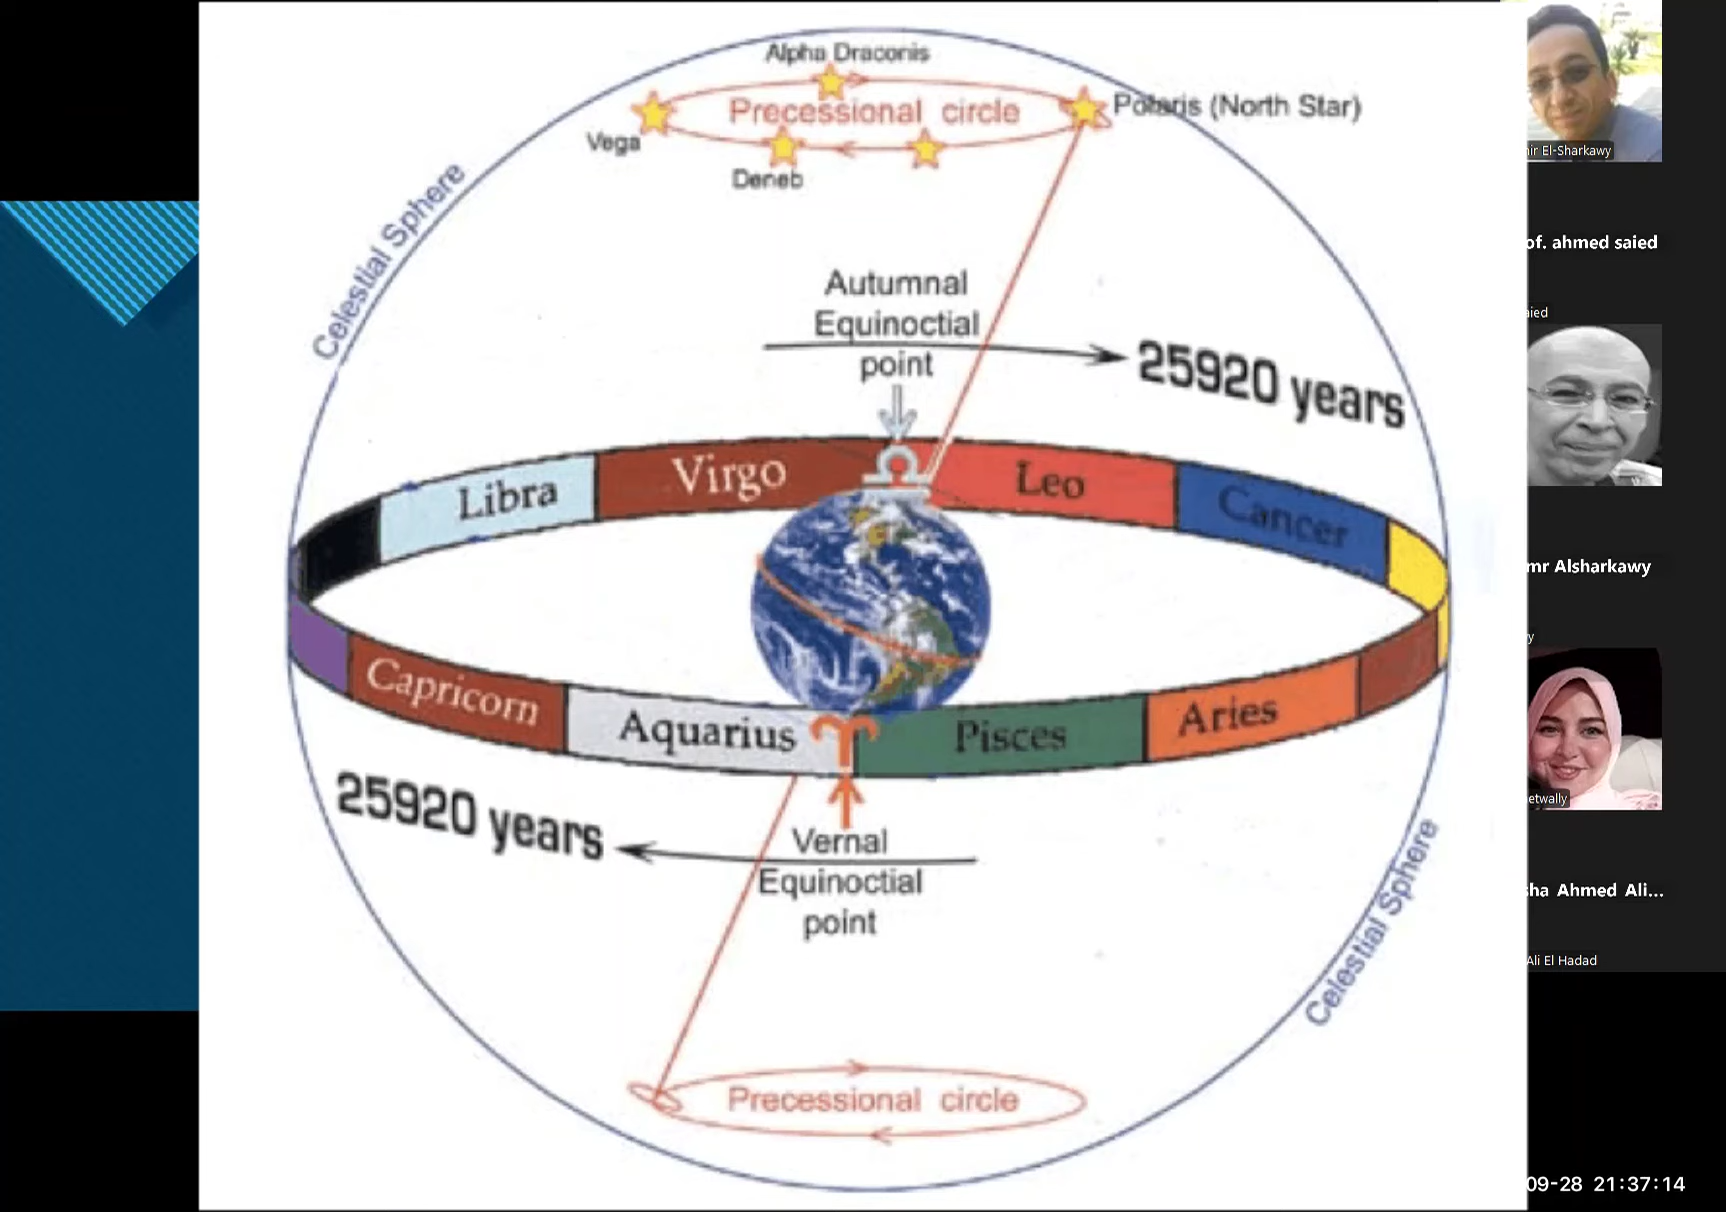 Alpha Draconis
Precessional circle
Polaris (North Star)
Vega
Deneb
Celestial Sphere
Autumnal
Equinoctial
point
25920 years
Libra
Virgo
Leo
Cancer
Capricorn
Aquarius
Pisces
Aries
25920 years
Vernal
Equinoctial
point
Celestial Sphere
Precessional circle
ir El-Sharkawy
of. ahmed saied
aied
mr Alsharkawy
y
etwally
ha Ahmed Ali...
Ali El Hadad
09-28 21:37:14